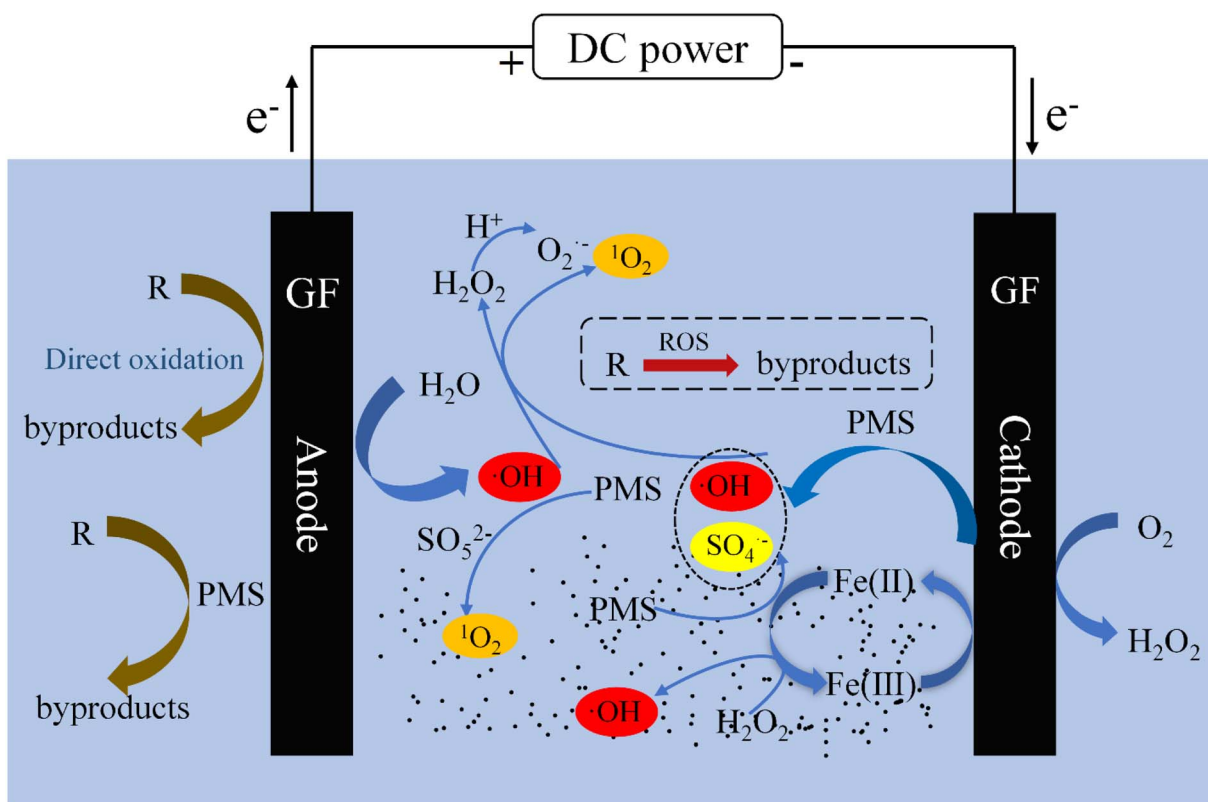 DC power
+
-
e⁻
e⁻
H⁺
O₂·⁻
¹O₂
H₂O₂
R
GF
GF
Direct oxidation
ROS
R
byproducts
H₂O
byproducts
PMS
Anode
Cathode
·OH
PMS
·OH
R
SO₅²⁻
SO₄·⁻
O₂
PMS
PMS
Fe(II)
¹O₂
H₂O₂
byproducts
Fe(III)
·OH
H₂O₂